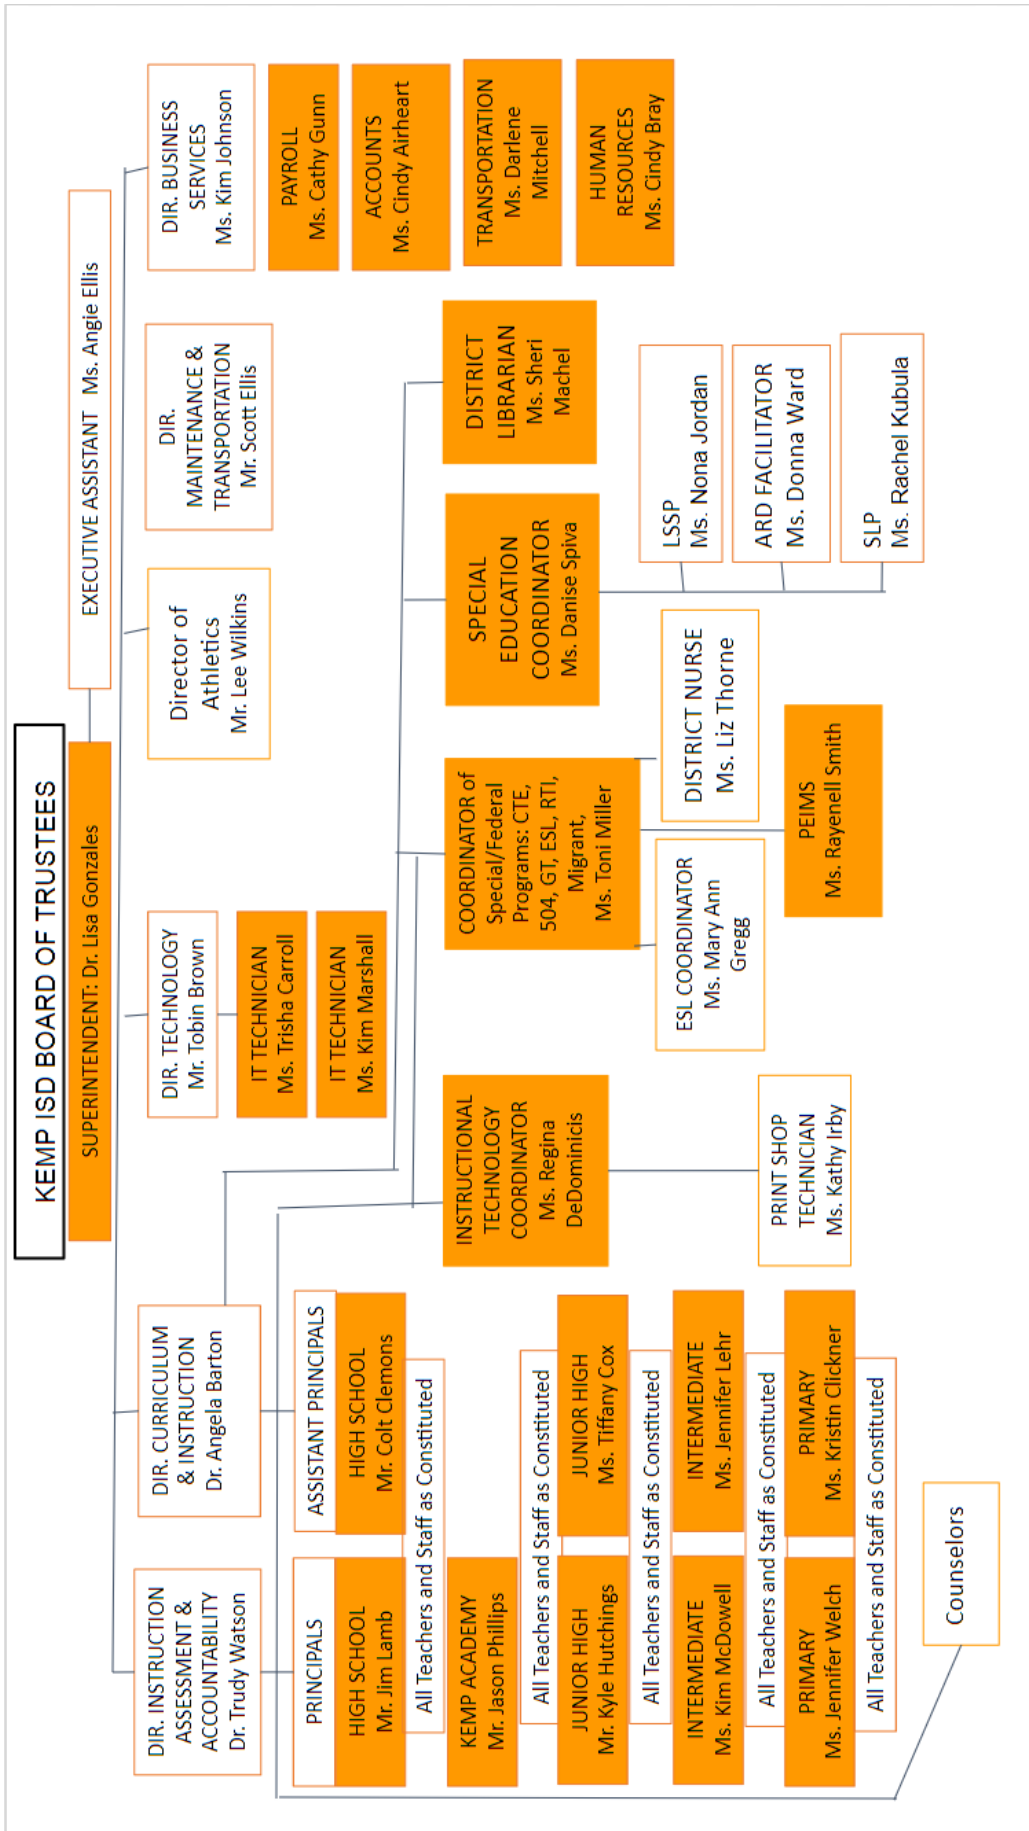 KEMP ISD BOARD OF TRUSTEES
SUPERINTENDENT: Dr. Lisa Gonzales
EXECUTIVE ASSISTANT Ms. Angie Ellis
DIR. INSTRUCTION
ASSESSMENT &
ACCOUNTABILITY
Dr. Trudy Watson
DIR. CURRICULUM
& INSTRUCTION
Dr. Angela Barton
DIR. TECHNOLOGY
Mr. Tobin Brown
Director of
Athletics
Mr. Lee Wilkins
DIR.
MAINTENANCE &
TRANSPORTATION
Mr. Scott Ellis
DIR. BUSINESS
SERVICES
Ms. Kim Johnson
IT TECHNICIAN
Ms. Trisha Carroll
IT TECHNICIAN
Ms. Kim Marshall
PAYROLL
Ms. Cathy Gunn
ACCOUNTS
Ms. Cindy Airheart
TRANSPORTATION
Ms. Darlene
Mitchell
HUMAN
RESOURCES
Ms. Cindy Bray
PRINCIPALS
ASSISTANT PRINCIPALS
HIGH SCHOOL
Mr. Jim Lamb
HIGH SCHOOL
Mr. Colt Clemons
All Teachers and Staff as Constituted
KEMP ACADEMY
Mr. Jason Phillips
All Teachers and Staff as Constituted
JUNIOR HIGH
Mr. Kyle Hutchings
JUNIOR HIGH
Ms. Tiffany Cox
All Teachers and Staff as Constituted
INTERMEDIATE
Ms. Kim McDowell
INTERMEDIATE
Ms. Jennifer Lehr
All Teachers and Staff as Constituted
PRIMARY
Ms. Jennifer Welch
PRIMARY
Ms. Kristin Clickner
All Teachers and Staff as Constituted
Counselors
INSTRUCTIONAL
TECHNOLOGY
COORDINATOR
Ms. Regina
DeDominicis
PRINT SHOP
TECHNICIAN
Ms. Kathy Irby
COORDINATOR of
Special/Federal
Programs: CTE,
504, GT, ESL, RTI,
Migrant,
Ms. Toni Miller
ESL COORDINATOR
Ms. Mary Ann
Gregg
DISTRICT NURSE
Ms. Liz Thorne
PEIMS
Ms. Rayenell Smith
SPECIAL
EDUCATION
COORDINATOR
Ms. Danise Spiva
DISTRICT
LIBRARIAN
Ms. Sheri
Machel
LSSP
Ms. Nona Jordan
ARD FACILITATOR
Ms. Donna Ward
SLP
Ms. Rachel Kubula